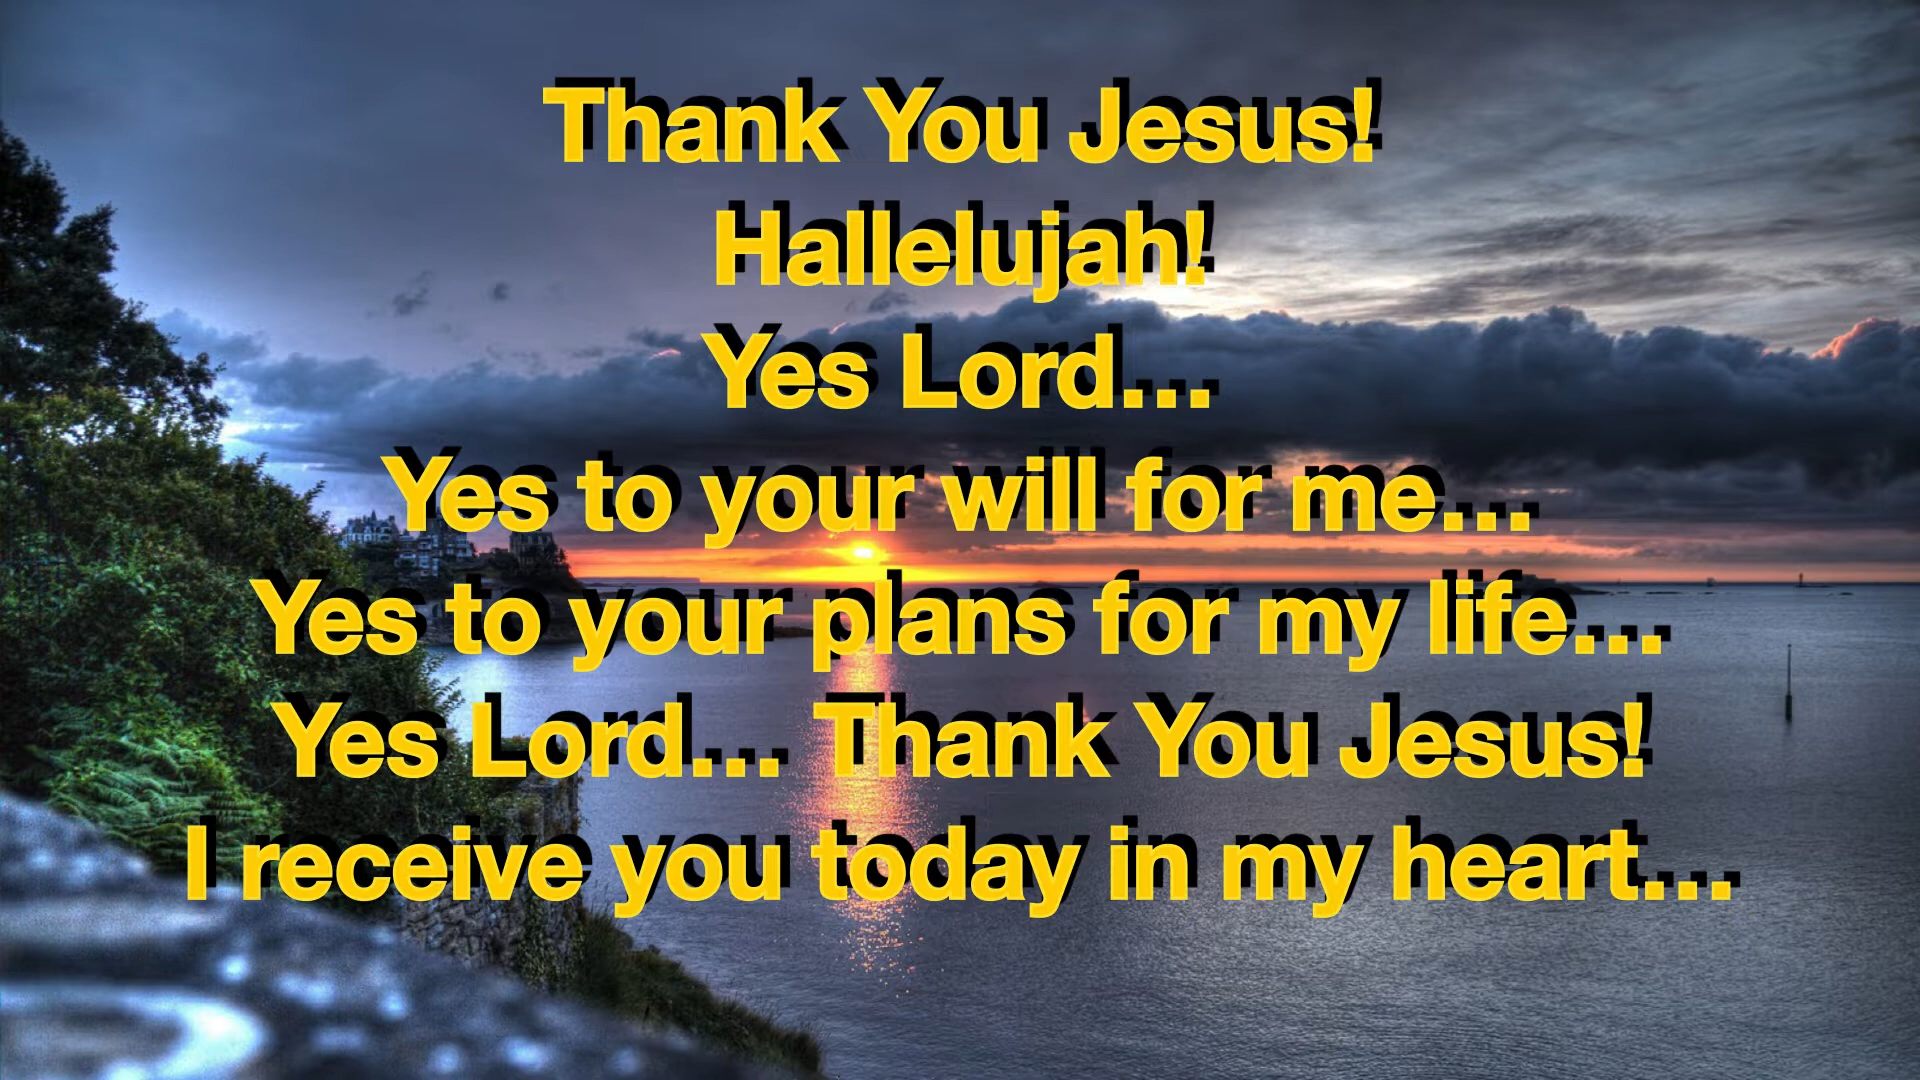 Thank You Jesus!
Hallelujah!
Yes Lord...
Yes to your will for me...
Yes to your plans for my life...
Yes Lord... Thank You Jesus!
I receive you today in my heart...